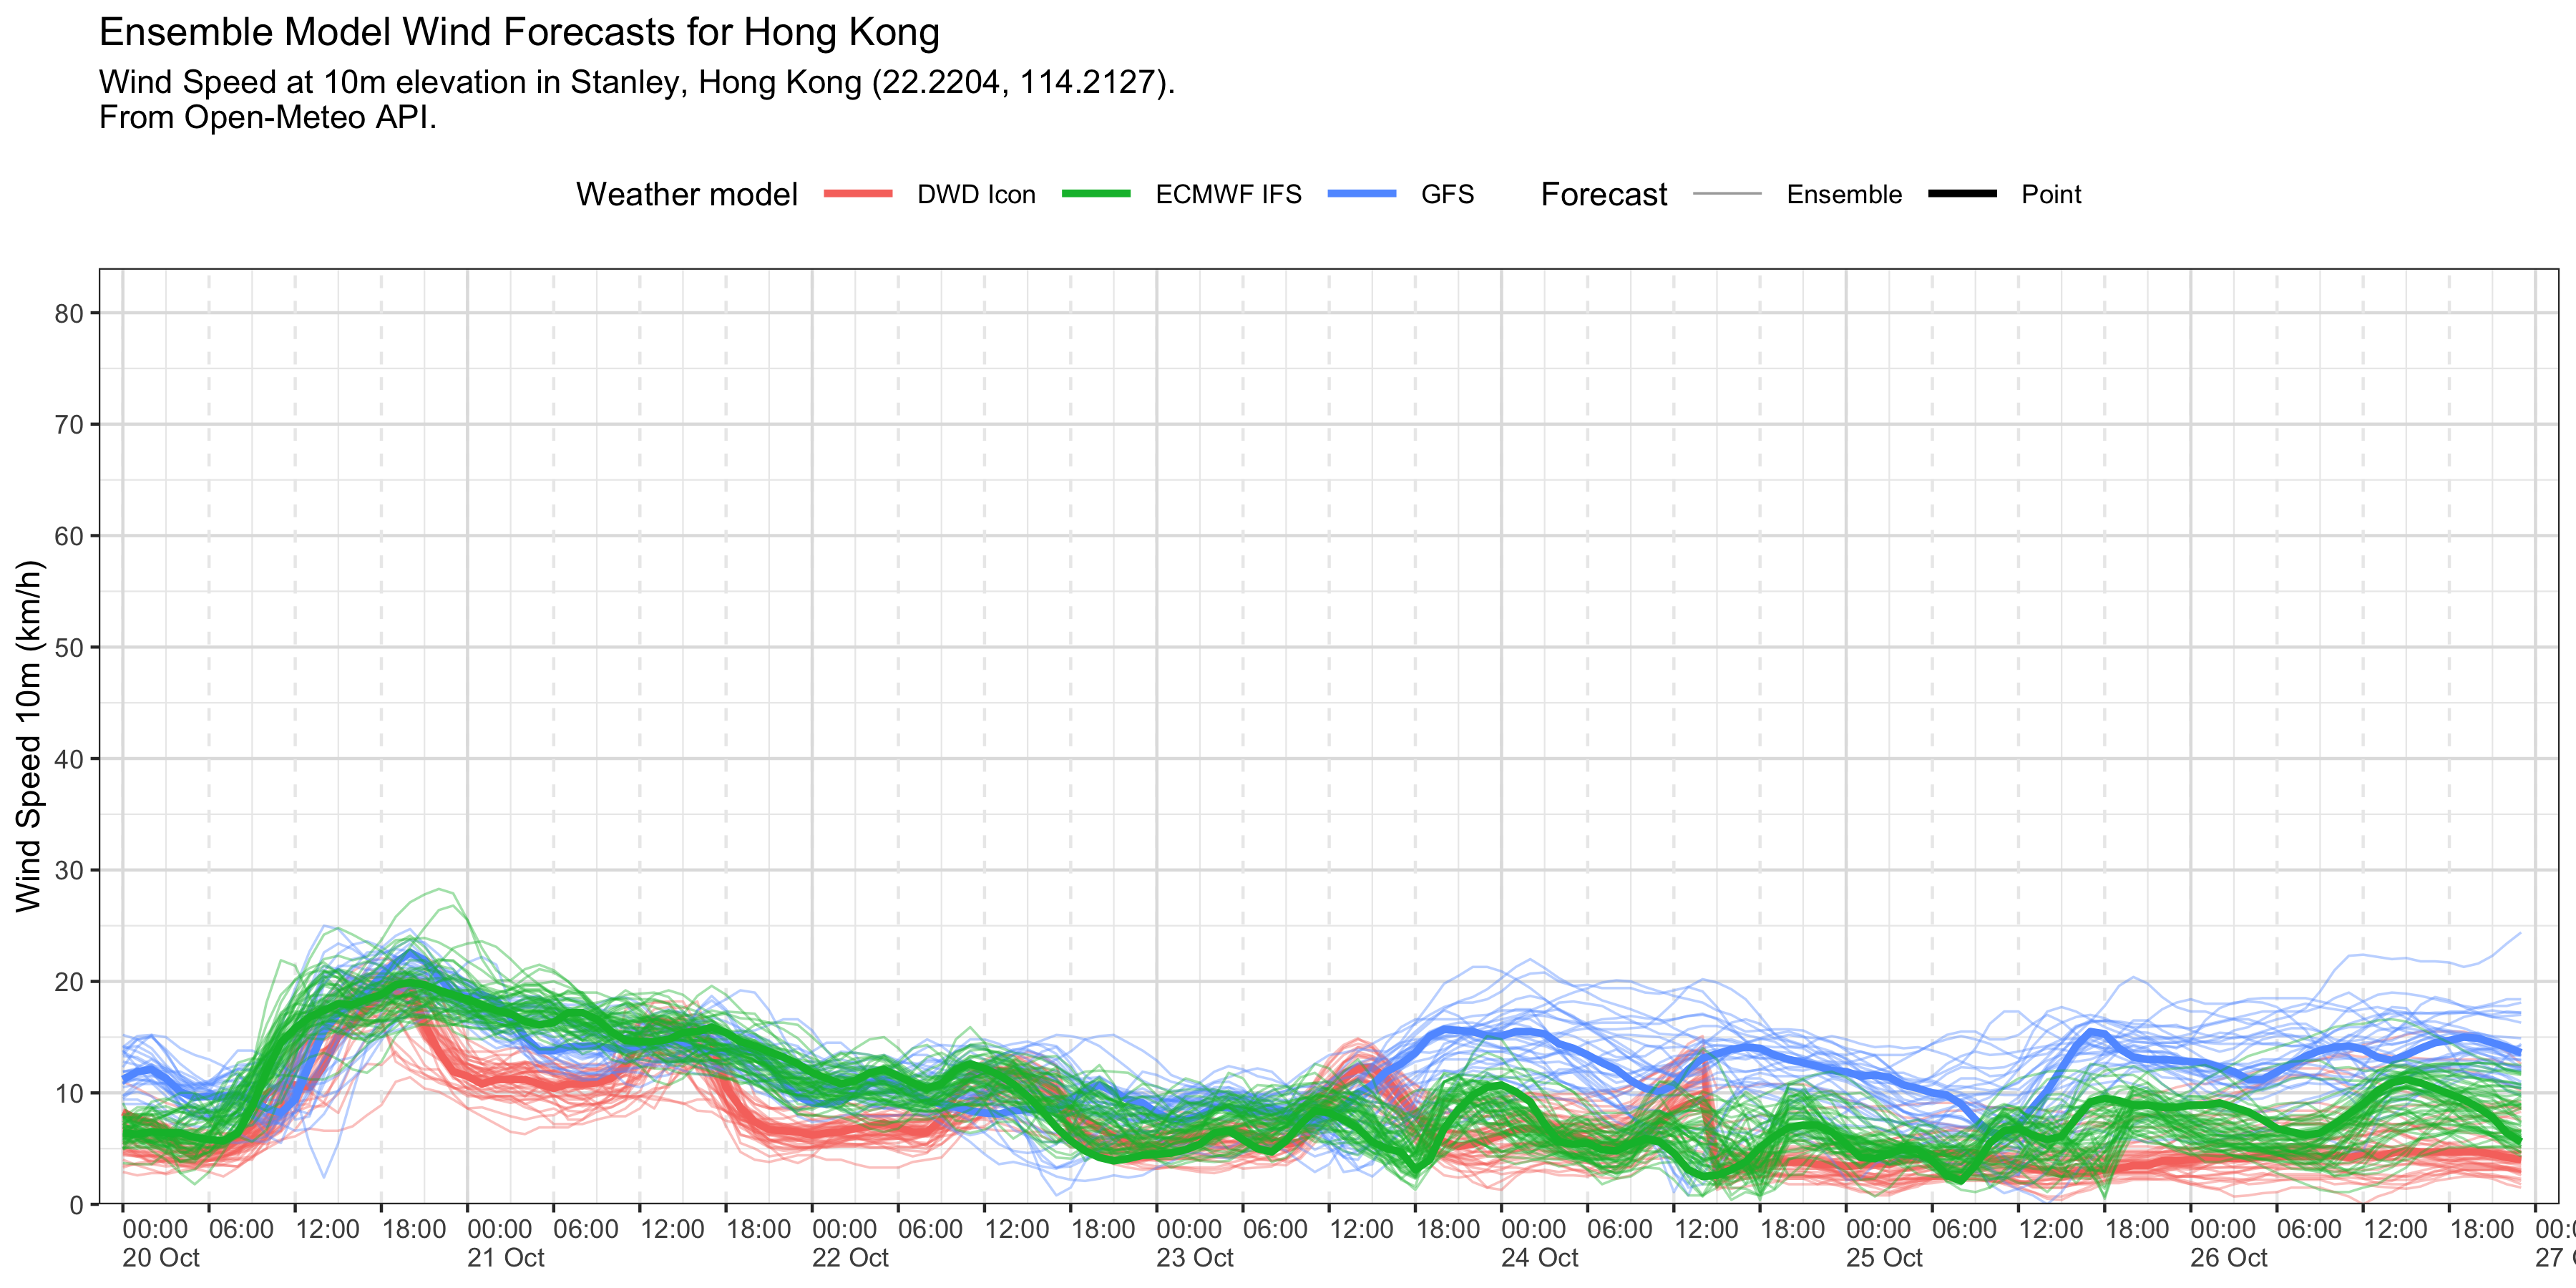 Ensemble Model Wind Forecasts for Hong Kong
Wind Speed at 10m elevation in Stanley, Hong Kong (22.2204, 114.2127).
From Open-Meteo API.
Weather model DWD Icon ECMWF IFS GFS Forecast Ensemble Point
Wind Speed 10m (km/h)
80
70
60
50
40
30
20
10
0
00:00 06:00 12:00 18:00 00:00 06:00 12:00 18:00 00:00 06:00 12:00 18:00 00:00 06:00 12:00 18:00 00:00 06:00 12:00 18:00 00:00 06:00 12:00 18:00 00:00 06:00 12:00 18:00
20 Oct 21 Oct 22 Oct 23 Oct 24 Oct 25 Oct 26 Oct 27